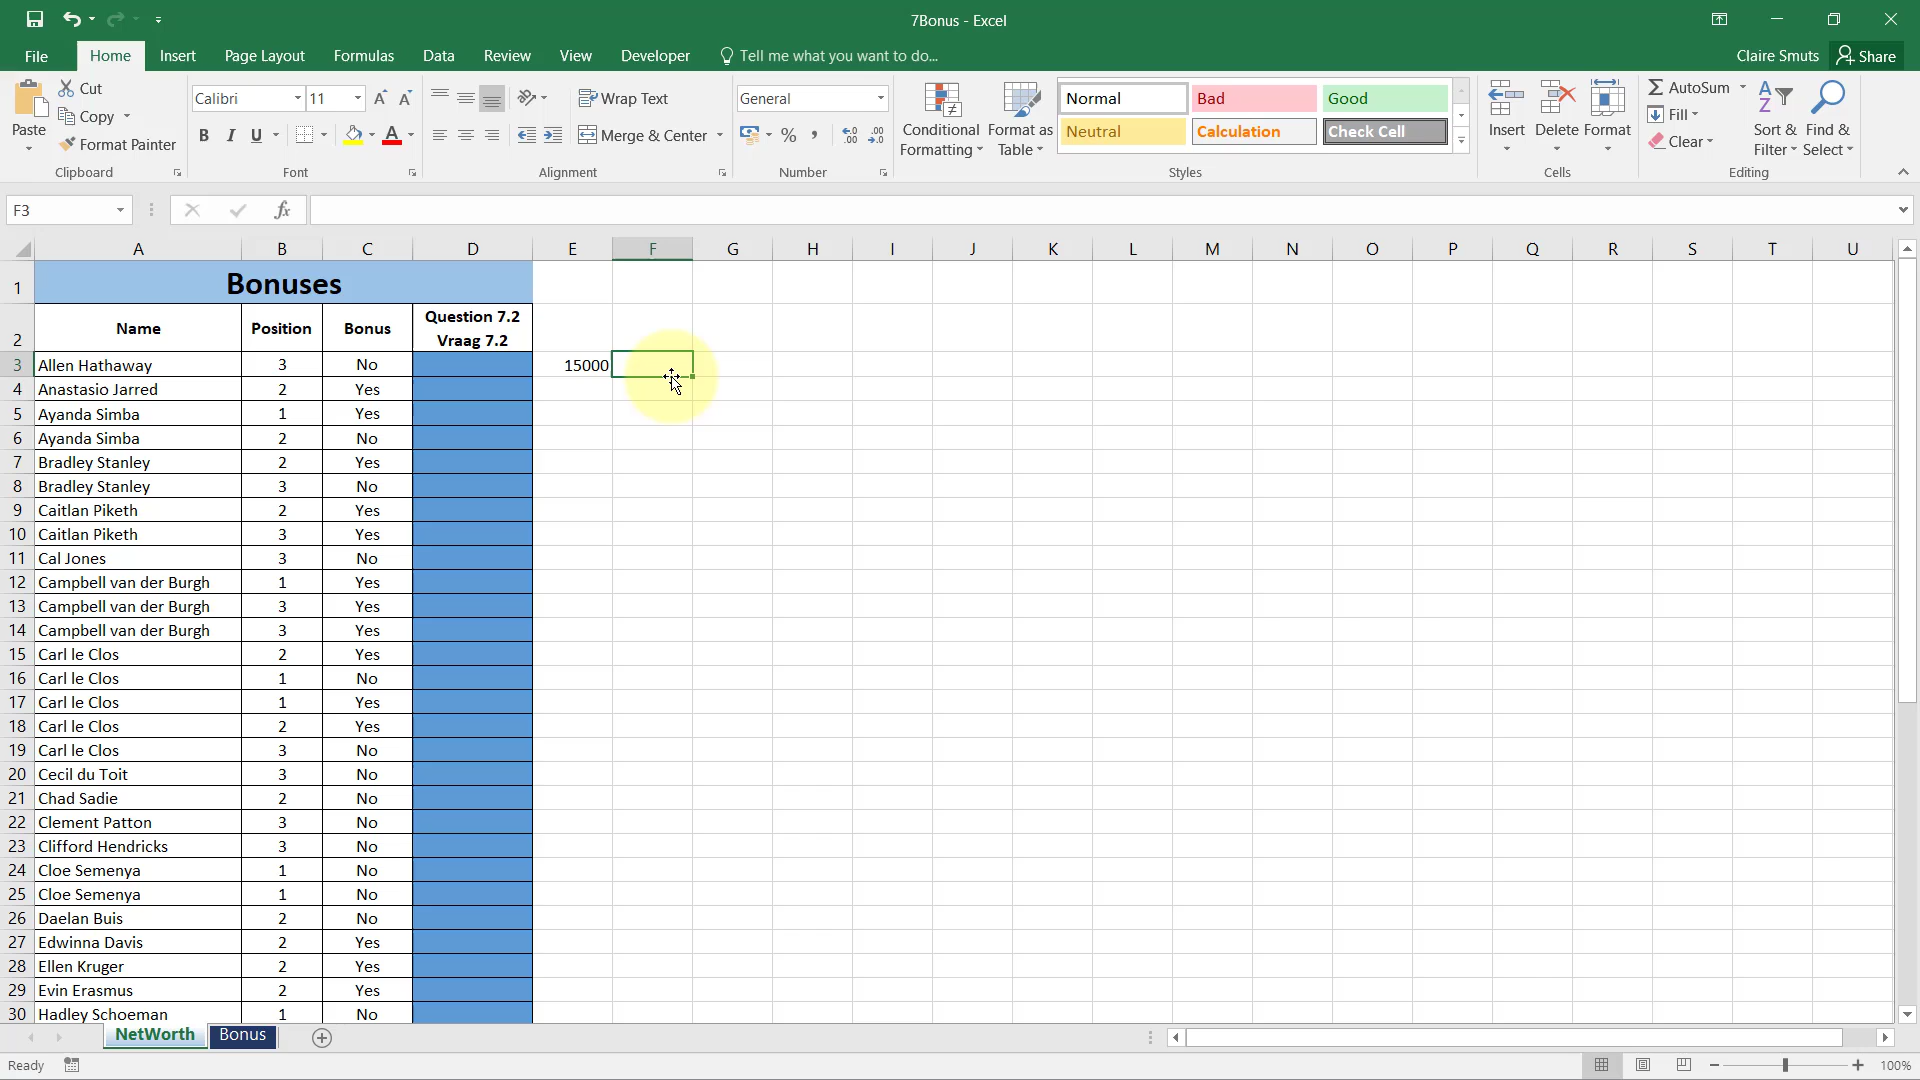 7Bonus - Excel
File Home Insert Page Layout Formulas Data Review View Developer Tell me what you want to do... Claire Smuts Share
Cut
Copy
Format Painter
Paste
Clipboard
Calibri 11
B I U
Font
Wrap Text
Merge & Center
Alignment
General
%
Number
Conditional Formatting
Format as Table
Normal Bad Good
Neutral Calculation Check Cell
Styles
Insert Delete Format
Cells
AutoSum
Fill
Clear
Sort & Filter
Find & Select
Editing
F3
fx
A B C D E F G H I J K L M N O P Q R S T U
1 Bonuses
2 Name Position Bonus Question 7.2 Vraag 7.2
3 Allen Hathaway 3 No 15000
4 Anastasio Jarred 2 Yes
5 Ayanda Simba 1 Yes
6 Ayanda Simba 2 No
7 Bradley Stanley 2 Yes
8 Bradley Stanley 3 No
9 Caitlan Piketh 2 Yes
10 Caitlan Piketh 3 Yes
11 Cal Jones 3 No
12 Campbell van der Burgh 1 Yes
13 Campbell van der Burgh 3 Yes
14 Campbell van der Burgh 3 Yes
15 Carl le Clos 2 Yes
16 Carl le Clos 1 No
17 Carl le Clos 1 Yes
18 Carl le Clos 2 Yes
19 Carl le Clos 3 No
20 Cecil du Toit 3 No
21 Chad Sadie 2 No
22 Clement Patton 3 No
23 Clifford Hendricks 3 No
24 Cloe Semenya 1 No
25 Cloe Semenya 1 No
26 Daelan Buis 2 No
27 Edwinna Davis 2 Yes
28 Ellen Kruger 2 Yes
29 Evin Erasmus 2 Yes
30 Hadley Schoeman 1 No
NetWorth Bonus
Ready
100%